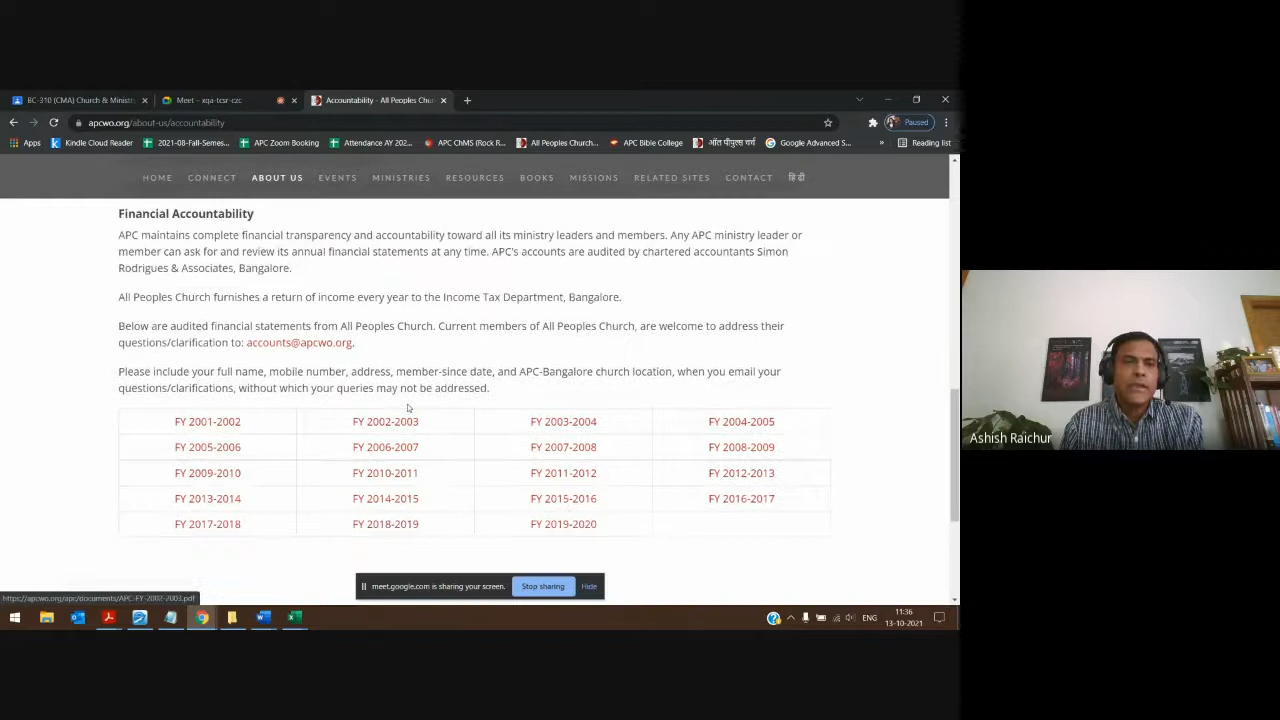 BC-310 (CMA) Church & Ministr
Meet – xqa-tcsr-czc
Accountability - All Peoples Chur
apcwo.org/about-us/accountability
Paused
Apps
Kindle Cloud Reader
2021-08-Fall-Semes...
APC Zoom Booking
Attendance AY 202...
APC ChMS (Rock R...
All Peoples Church...
APC Bible College
ऑल पीपुल्स चर्च
Google Advanced S...
»
Reading list
HOME CONNECT ABOUT US EVENTS MINISTRIES RESOURCES BOOKS MISSIONS RELATED SITES CONTACT हिंदी
Financial Accountability
APC maintains complete financial transparency and accountability toward all its ministry leaders and members. Any APC ministry leader or
member can ask for and review its annual financial statements at any time. APC's accounts are audited by chartered accountants Simon
Rodrigues & Associates, Bangalore.
All Peoples Church furnishes a return of income every year to the Income Tax Department, Bangalore.
Below are audited financial statements from All Peoples Church. Current members of All Peoples Church, are welcome to address their
questions/clarification to: accounts@apcwo.org.
Please include your full name, mobile number, address, member-since date, and APC-Bangalore church location, when you email your
questions/clarifications, without which your queries may not be addressed.
FY 2001-2002 FY 2002-2003 FY 2003-2004 FY 2004-2005
FY 2005-2006 FY 2006-2007 FY 2007-2008 FY 2008-2009
FY 2009-2010 FY 2010-2011 FY 2011-2012 FY 2012-2013
FY 2013-2014 FY 2014-2015 FY 2015-2016 FY 2016-2017
FY 2017-2018 FY 2018-2019 FY 2019-2020
meet.google.com is sharing your screen. Stop sharing Hide
https://apcwo.org/apc/documents/APC-FY-2002-2003.pdf
ENG
11:36
13-10-2021
Ashish Raichur